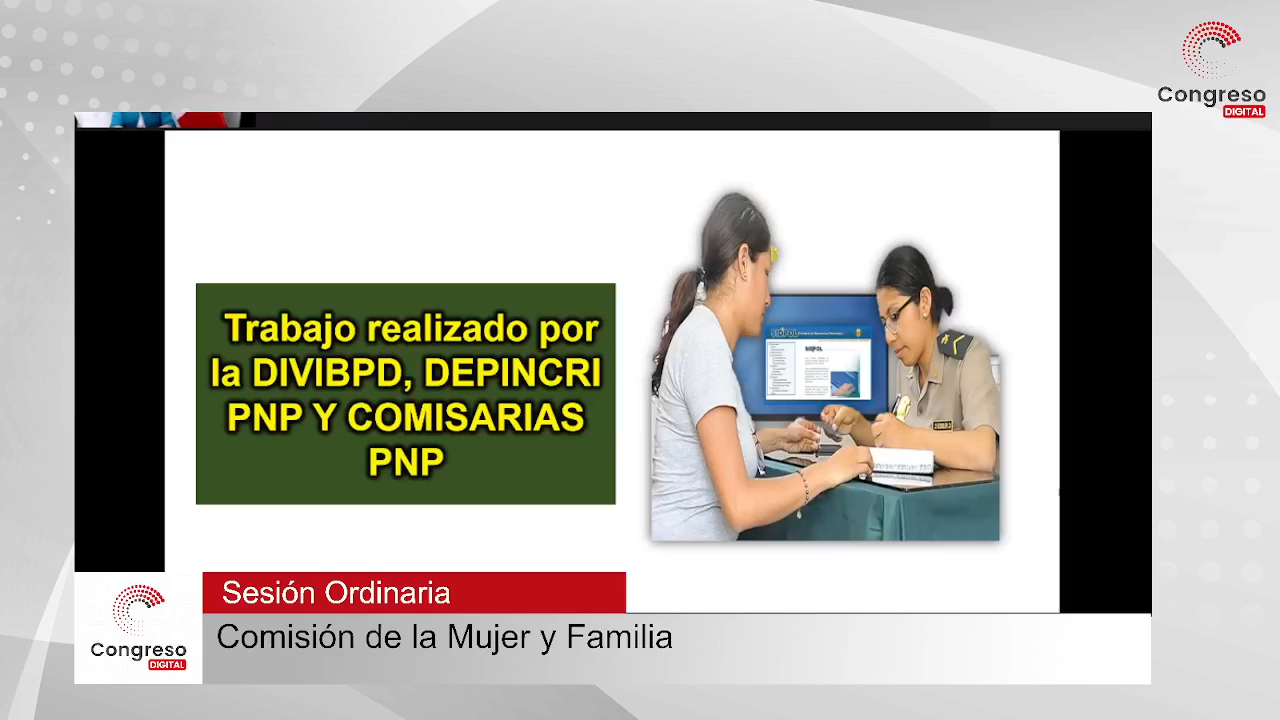 Congreso
DIGITAL
Trabajo realizado por
la DIVIBPD, DEPINCRI
PNP Y COMISARIAS
PNP
SIDPOL
SIDPOL
Sesión Ordinaria
Comisión de la Mujer y Familia
Congreso
DIGITAL